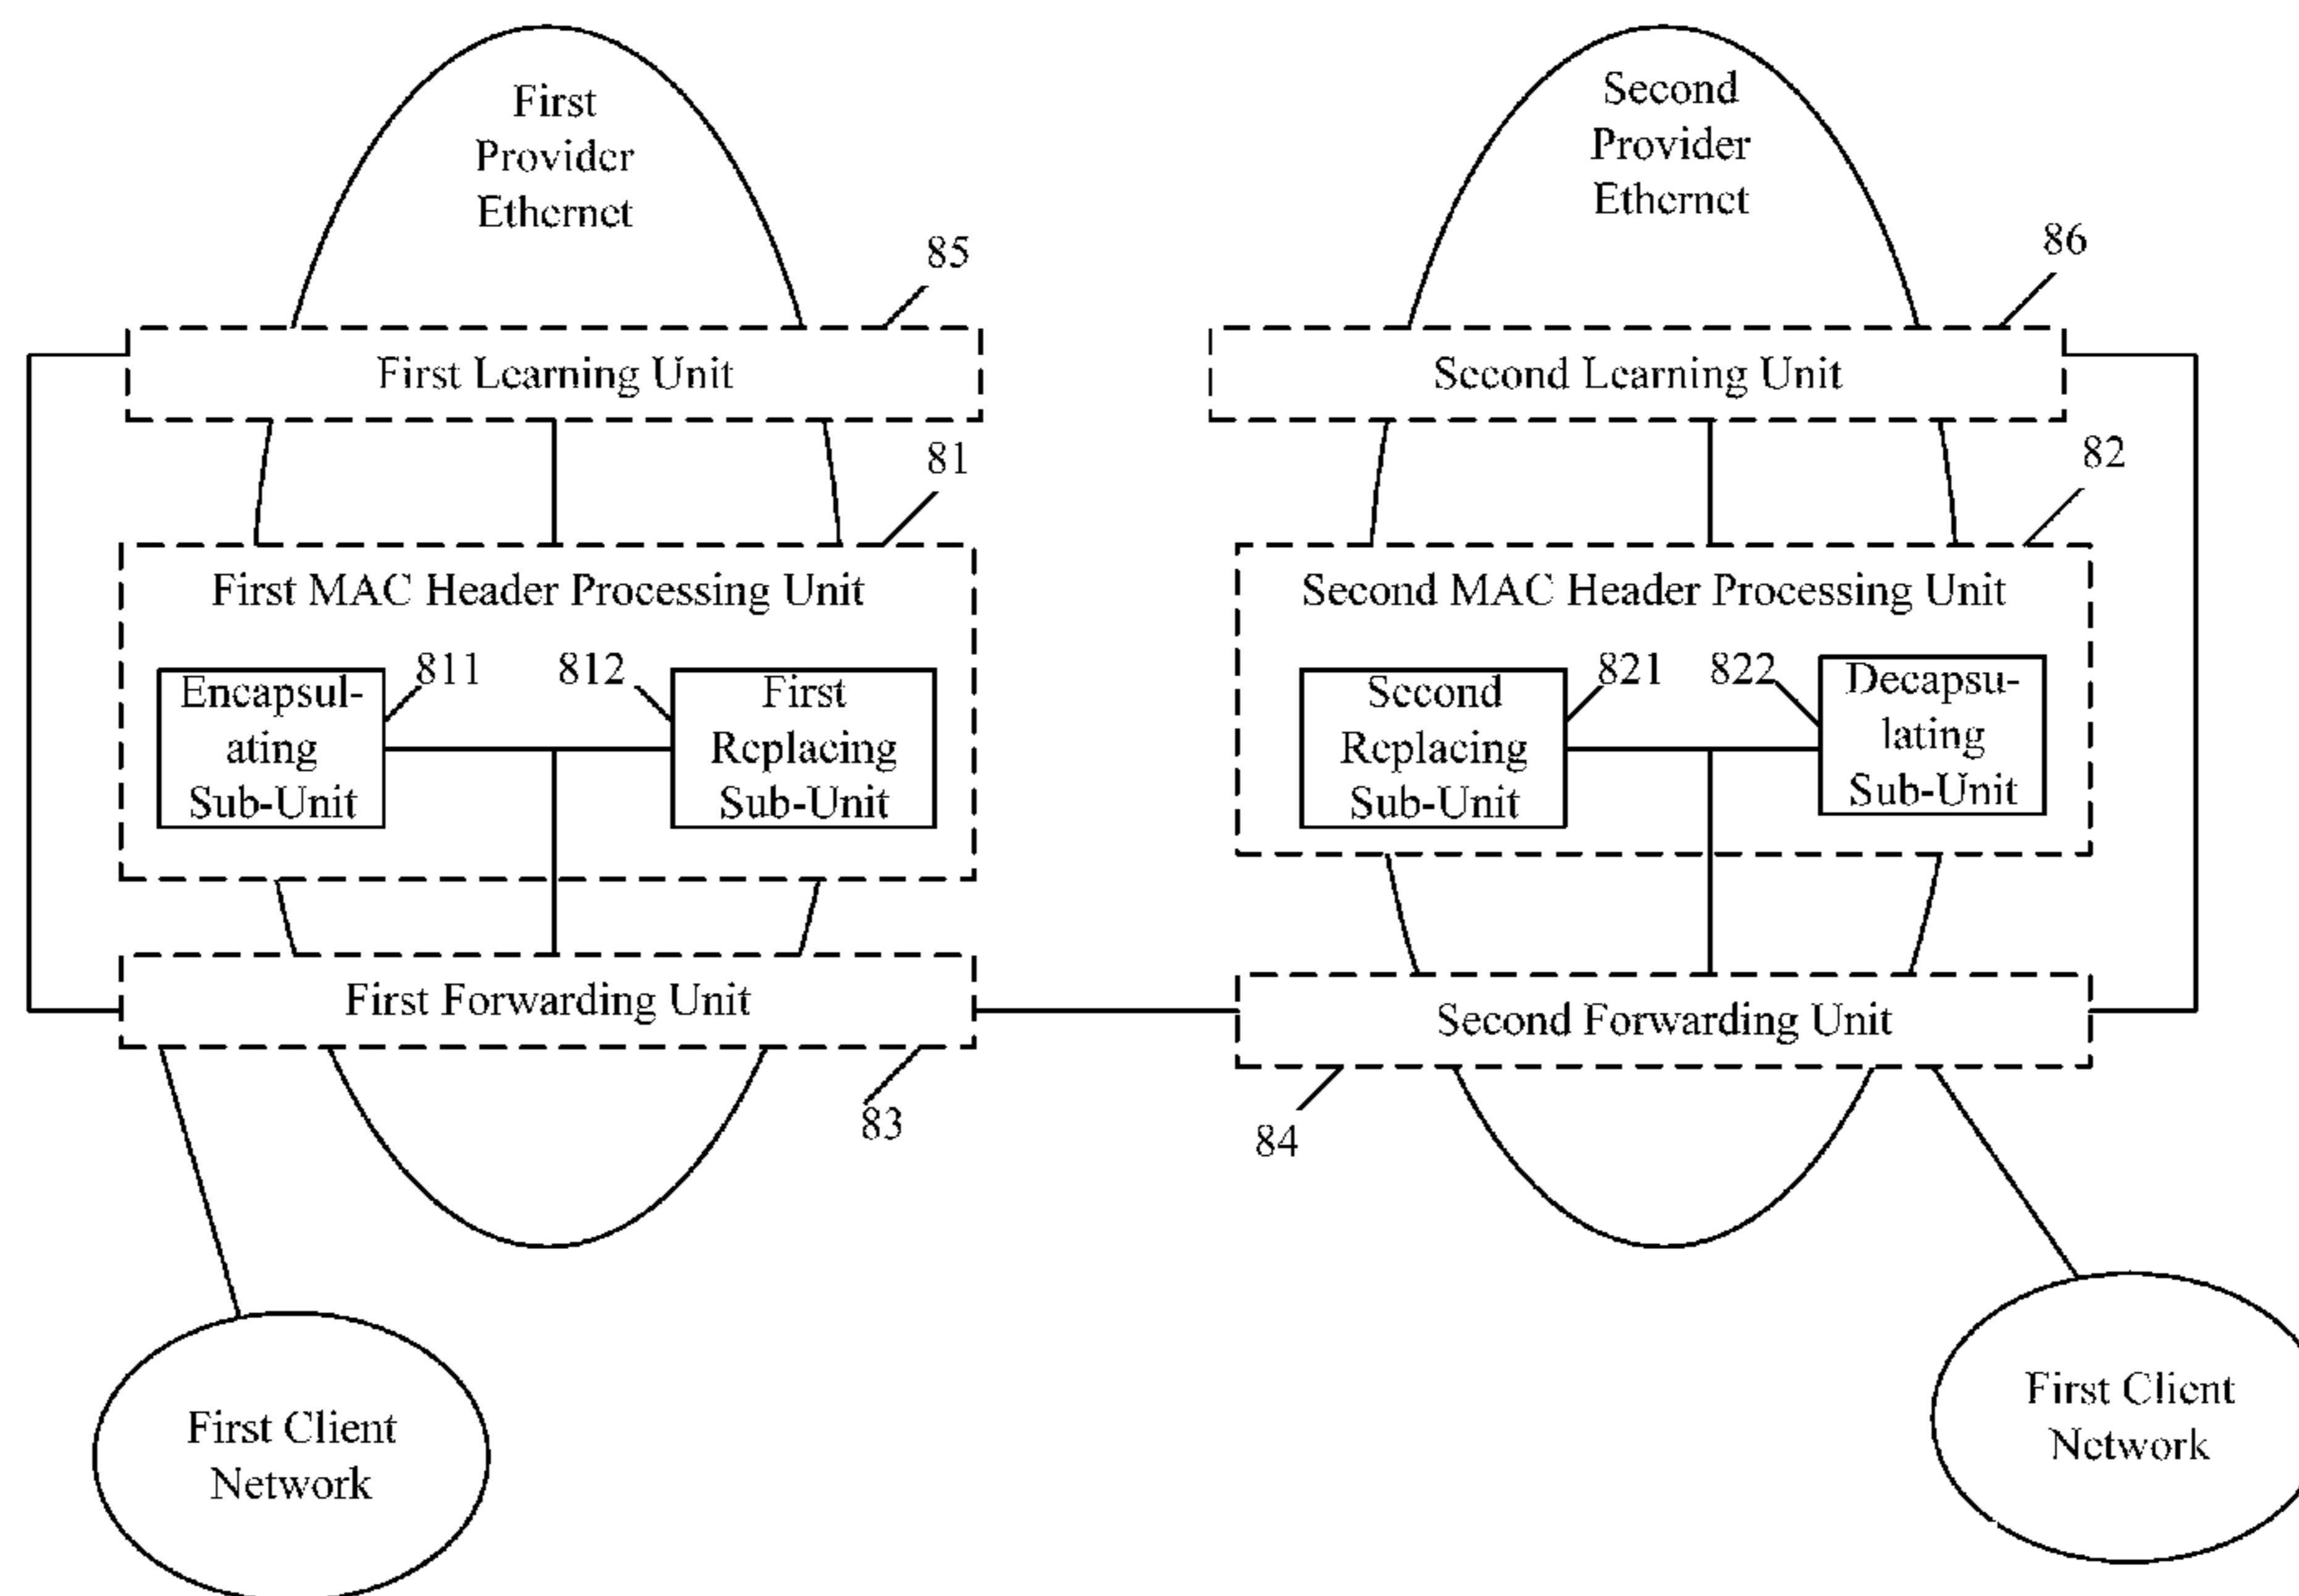 First
Provider
Ethernet
85
First Learning Unit
81
First MAC Header Processing Unit
811
812
Encapsul-
ating
Sub-Unit
First
Replacing
Sub-Unit
First Forwarding Unit
83
First Client
Network
Second
Provider
Ethernet
86
Second Learning Unit
82
Second MAC Header Processing Unit
821
822
Second
Replacing
Sub-Unit
Decapsu-
lating
Sub-Unit
Second Forwarding Unit
84
First Client
Network